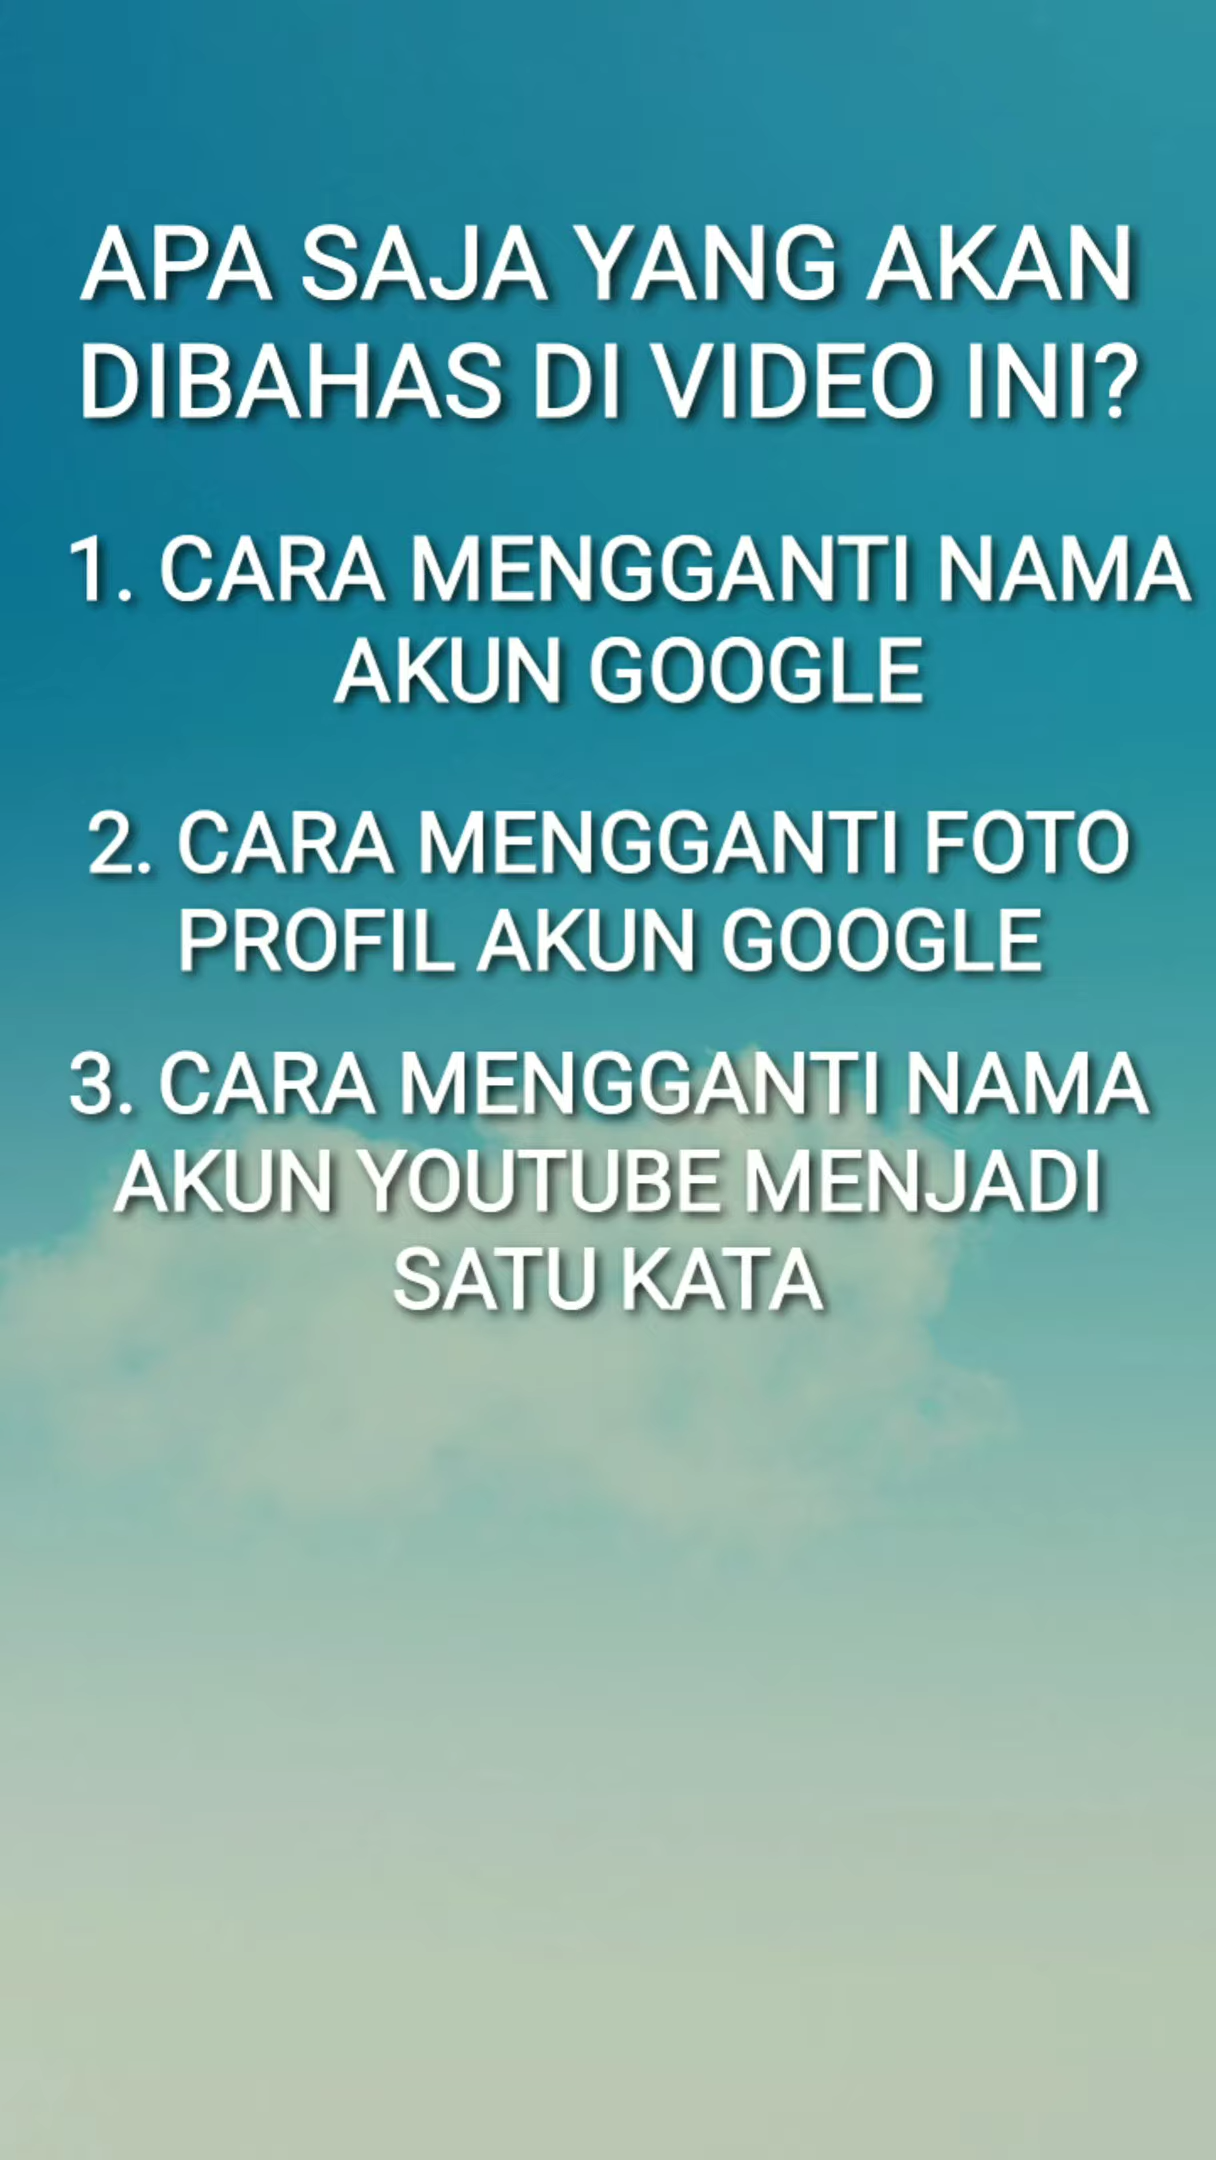 APA SAJA YANG AKAN
DIBAHAS DI VIDEO INI?
1. CARA MENGGANTI NAMA
AKUN GOOGLE
2. CARA MENGGANTI FOTO
PROFIL AKUN GOOGLE
3. CARA MENGGANTI NAMA
AKUN YOUTUBE MENJADI
SATU KATA